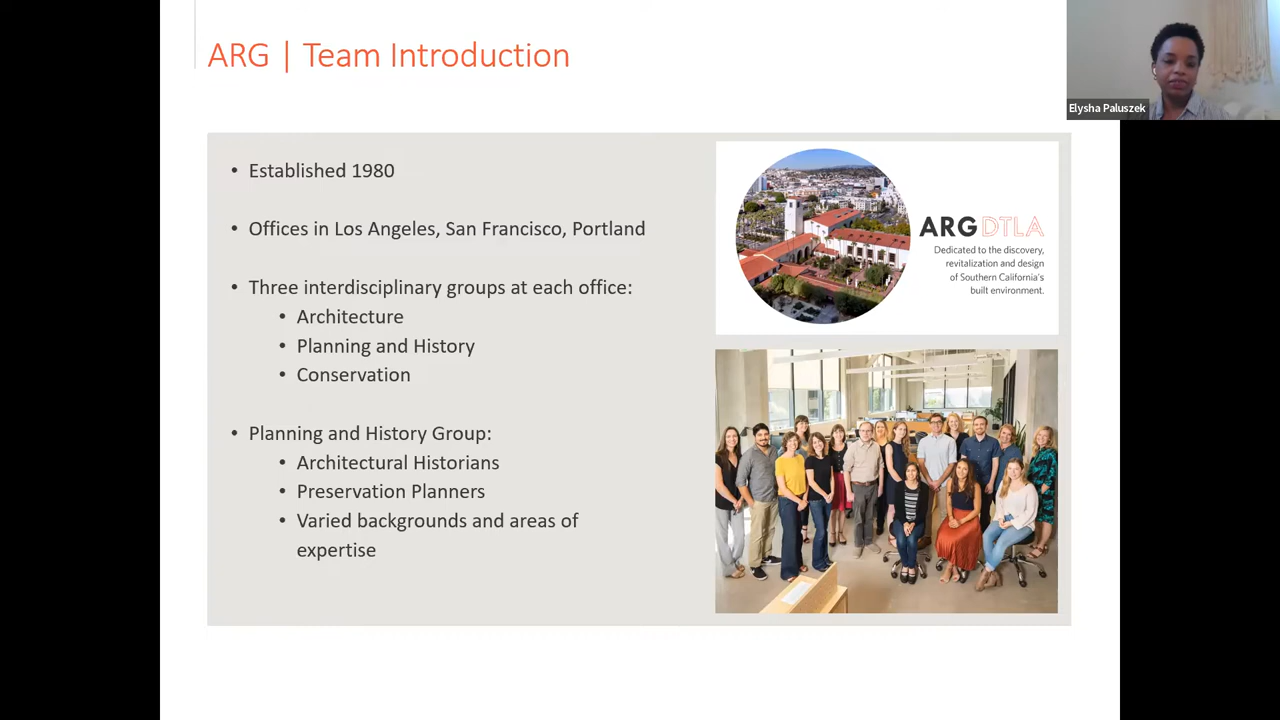 ARG | Team Introduction
Elysha Paluszek
• Established 1980
• Offices in Los Angeles, San Francisco, Portland
• Three interdisciplinary groups at each office:
• Architecture
• Planning and History
• Conservation
• Planning and History Group:
• Architectural Historians
• Preservation Planners
• Varied backgrounds and areas of
expertise
ARGDTLA
Dedicated to the discovery,
revitalization and design
of Southern California's
built environment.